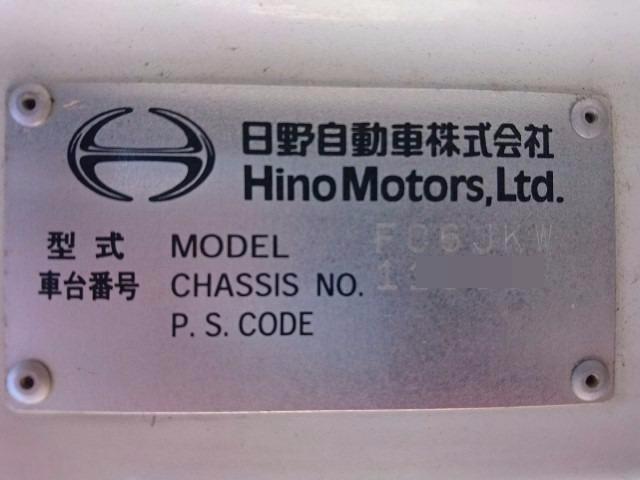 日野自動車株式会社
Hino Motors, Ltd.
型式 MODEL FC6JKW
車台番号 CHASSIS NO. 11
P. S. CODE